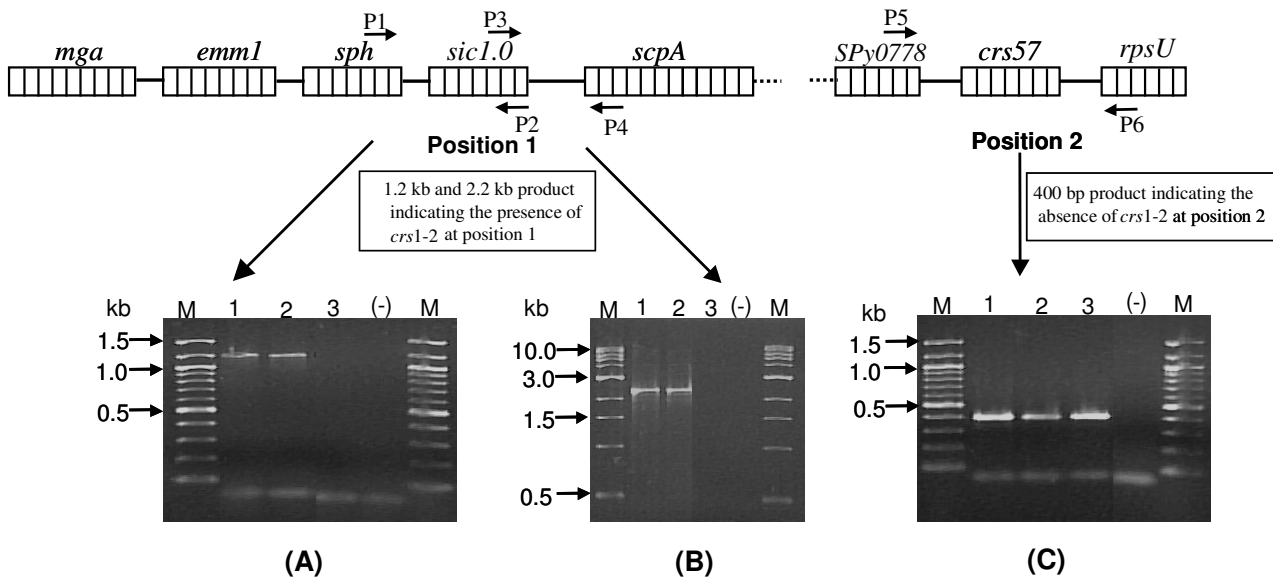 P1
P3
P5
mga
emm1
sph
sic1.0
scpA
SPy0778
crs57
rpsU
P2
P4
P6
Position 1
Position 2
1.2 kb and 2.2 kb product
indicating the presence of
crs1-2 at position 1
400 bp product indicating the
absence of crs1-2 at position 2
kb
M
1
2
3
(-)
M
1.5
1.0
0.5
(A)
kb
M
1
2
3
(-)
M
10.0
3.0
1.5
0.5
(B)
kb
M
1
2
3
(-)
M
1.5
1.0
0.5
(C)